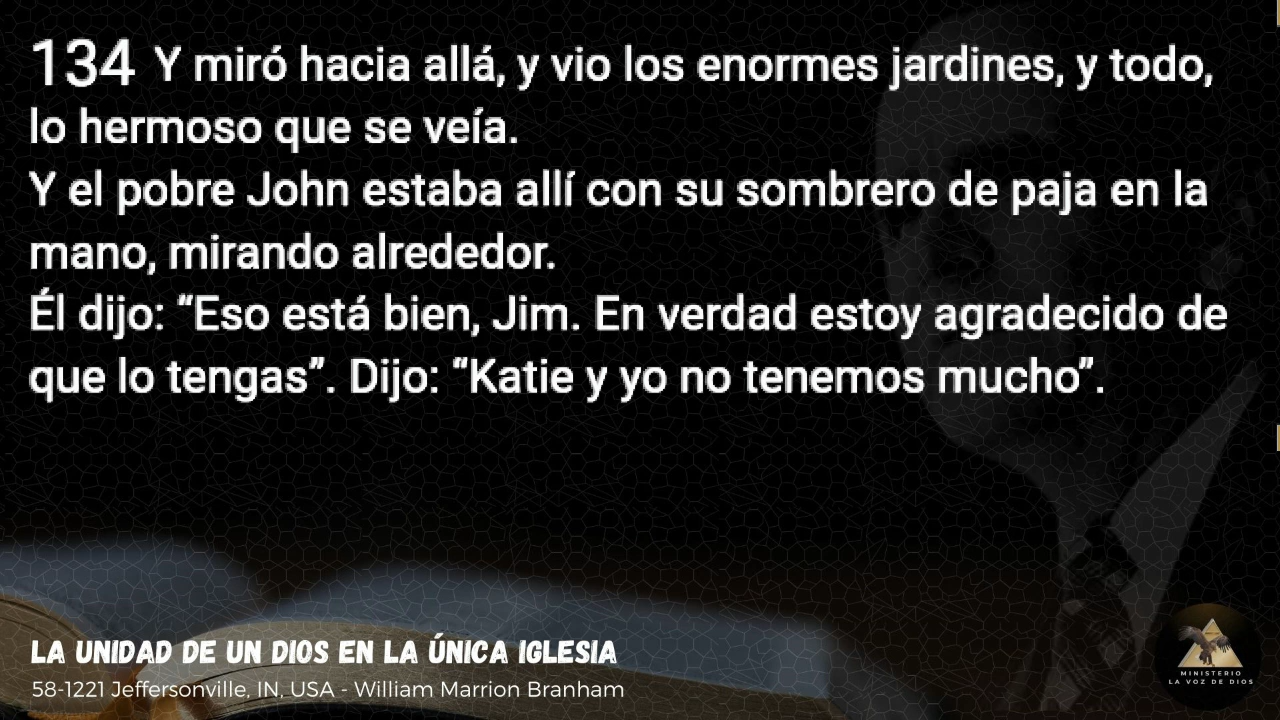 134 Y miró hacia allá, y vio los enormes jardines, y todo,
lo hermoso que se veía.
Y el pobre John estaba allí con su sombrero de paja en la
mano, mirando alrededor.
Él dijo: “Eso está bien, Jim. En verdad estoy agradecido de
que lo tengas”. Dijo: “Katie y yo no tenemos mucho”.
LA UNIDAD DE UN DIOS EN LA ÚNICA IGLESIA
58-1221 Jeffersonville, IN, USA - William Marrion Branham
MINISTERIO
LA VOZ DE DIOS